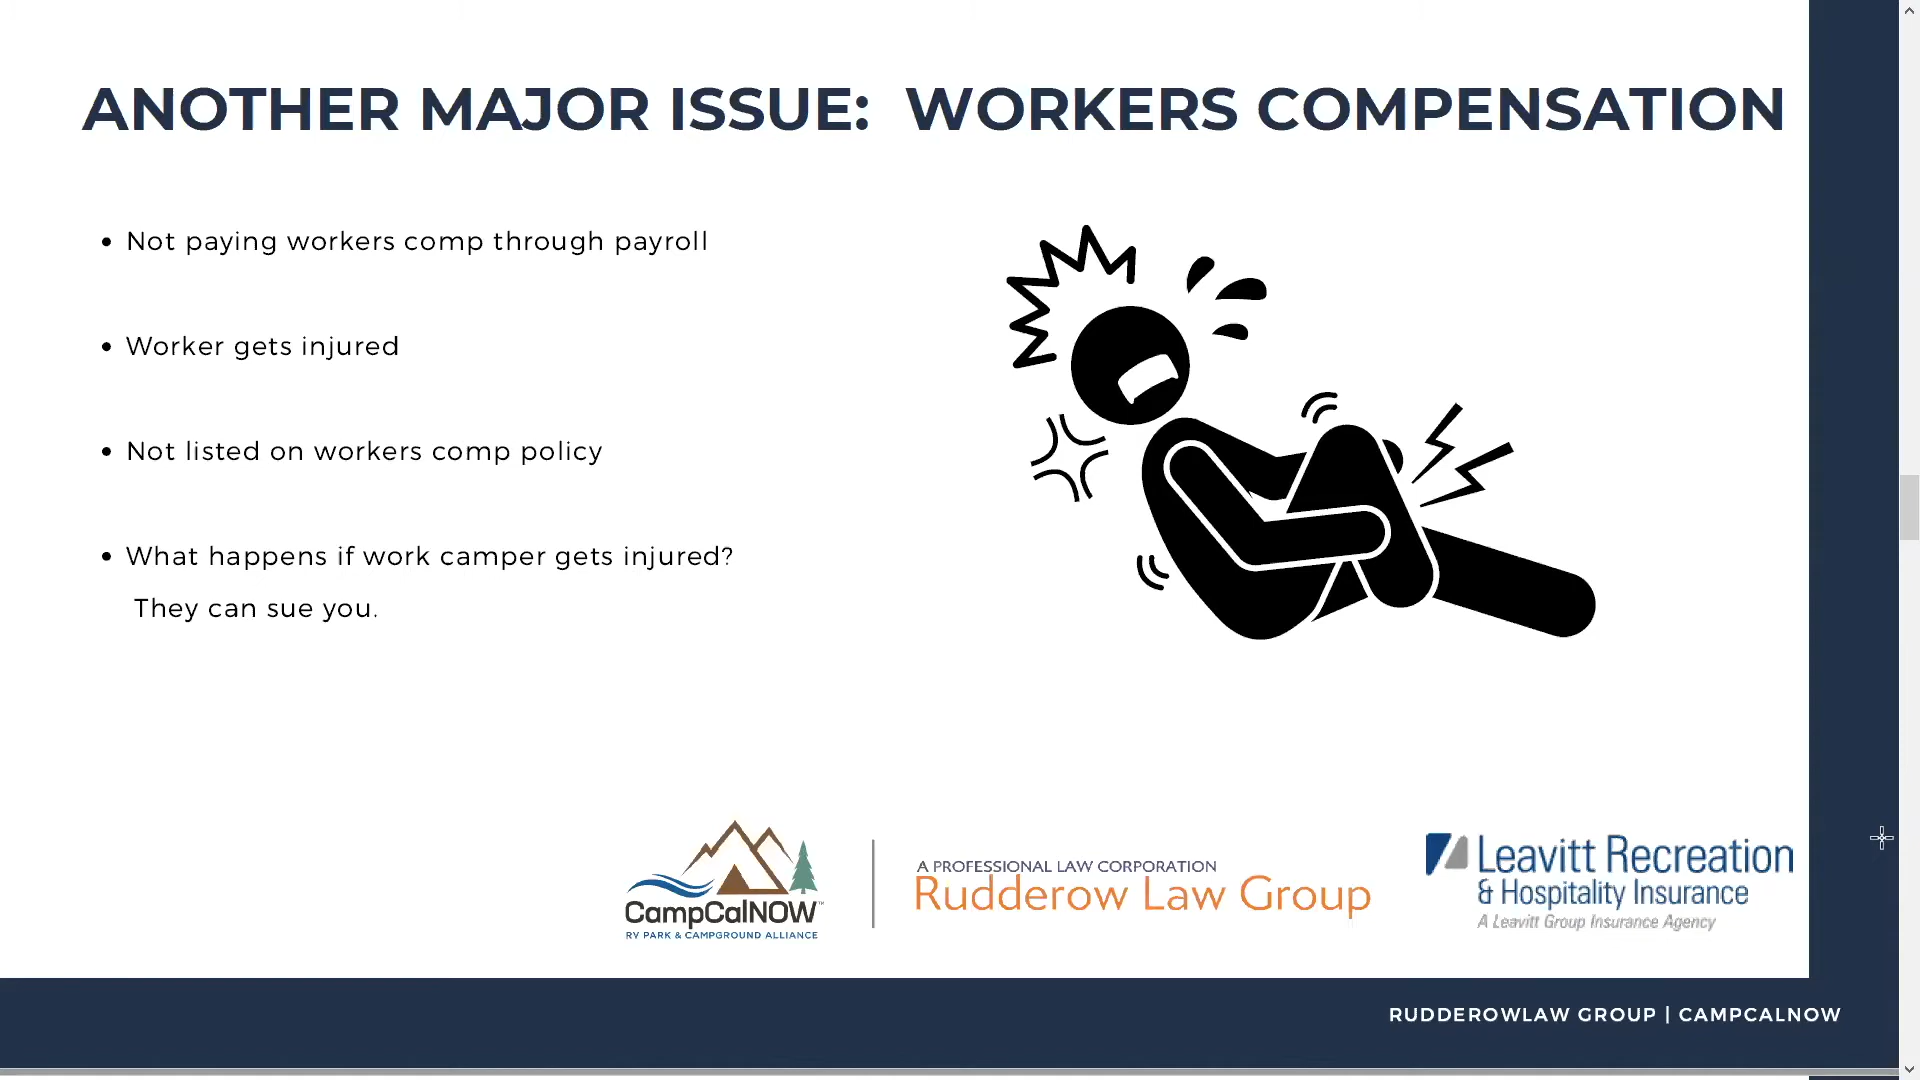 ANOTHER MAJOR ISSUE: WORKERS COMPENSATION
• Not paying workers comp through payroll
• Worker gets injured
• Not listed on workers comp policy
• What happens if work camper gets injured?
They can sue you.
CampCalNOW™
RV PARK & CAMPGROUND ALLIANCE
A PROFESSIONAL LAW CORPORATION
Rudderow Law Group
Leavitt Recreation
& Hospitality Insurance
A Leavitt Group Insurance Agency
RUDDEROWLAW GROUP | CAMPCALNOW